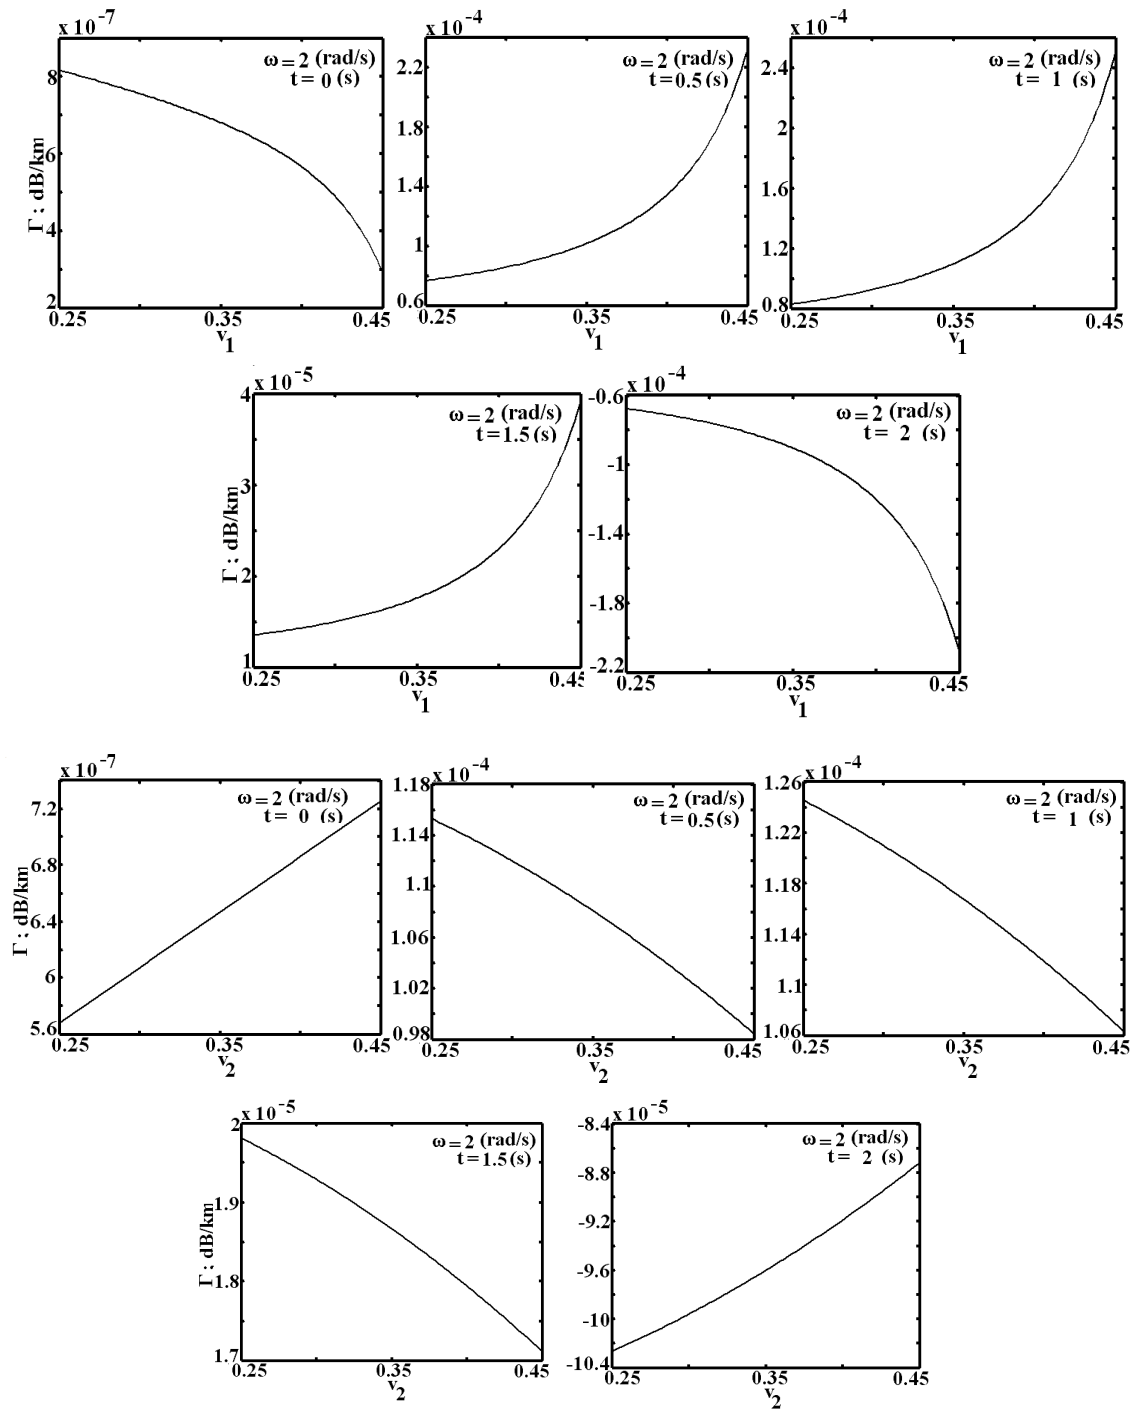 x 10⁻⁷
ω=2 (rad/s)
t= 0 (s)
8
6
4
2
Γ ; dB/km
0.25 0.35 0.45
v₁
x 10⁻⁴
ω=2 (rad/s)
t=0.5(s)
2.2
1.8
1.4
1
0.6
0.25 0.35 0.45
v₁
x 10⁻⁴
ω=2 (rad/s)
t= 1 (s)
2.4
2
1.6
1.2
0.8
0.25 0.35 0.45
v₁
x 10⁻⁵
ω=2 (rad/s)
t=1.5(s)
4
3
2
1
Γ ; dB/km
0.25 0.35 0.45
v₁
x 10⁻⁴
ω=2 (rad/s)
t= 2 (s)
-0.6
-1
-1.4
-1.8
-2.2
0.25 0.35 0.45
v₁
x 10⁻⁷
ω=2 (rad/s)
t= 0 (s)
7.2
6.8
6.4
6
5.6
Γ ; dB/km
0.25 0.35 0.45
v₂
x 10⁻⁴
ω=2 (rad/s)
t=0.5(s)
1.18
1.14
1.1
1.06
1.02
0.98
0.25 0.35 0.45
v₂
x 10⁻⁴
ω=2 (rad/s)
t= 1 (s)
1.26
1.22
1.18
1.14
1.1
1.06
0.25 0.35 0.45
v₂
x 10⁻⁵
ω=2 (rad/s)
t=1.5(s)
2
1.9
1.8
1.7
Γ ; dB/km
0.25 0.35 0.45
v₂
x 10⁻⁵
ω=2 (rad/s)
t= 2 (s)
-8.4
-8.8
-9.2
-9.6
-10
-10.4
0.25 0.35 0.45
v₂